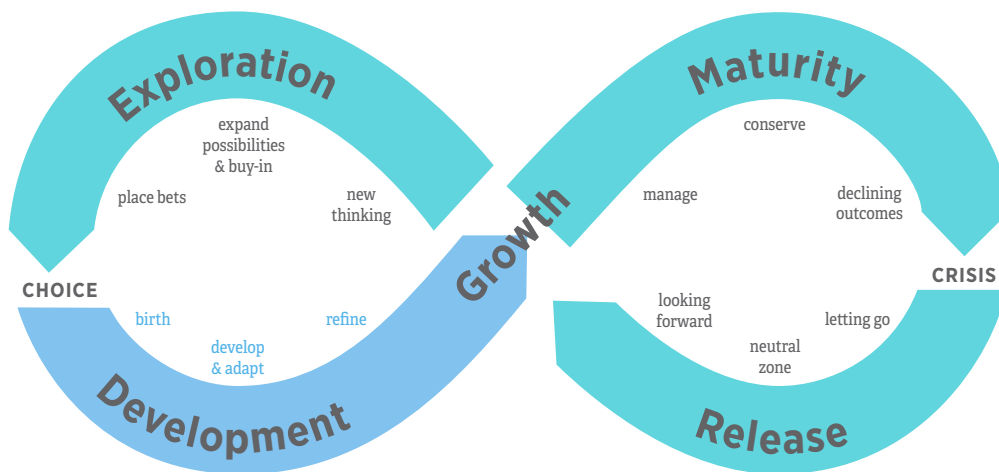 Exploration
expand
possibilities
& buy-in
place bets
new
thinking
CHOICE
birth
develop
& adapt
refine
Development
Growth
Maturity
conserve
manage
declining
outcomes
CRISIS
looking
forward
neutral
zone
letting go
Release